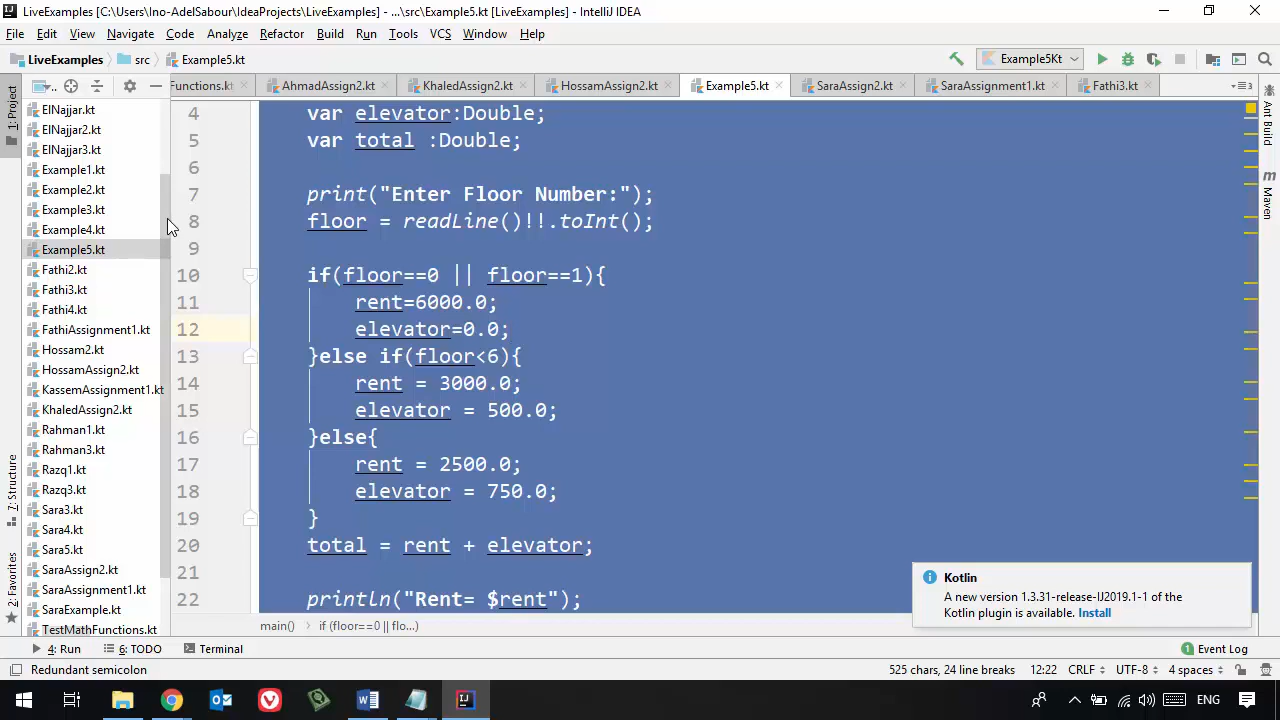 LiveExamples [C:\Users\Ino-AdelSabour\IdeaProjects\LiveExamples] - ...\src\Example5.kt [LiveExamples] - IntelliJ IDEA
File Edit View Navigate Code Analyze Refactor Build Run Tools VCS Window Help
LiveExamples src Example5.kt Example5Kt
Functions.kt AhmadAssign2.kt KhaledAssign2.kt HossamAssign2.kt Example5.kt SaraAssign2.kt SaraAssignment1.kt Fathi3.kt
1: Project
Z: Structure
2: Favorites
ElNajjar.kt
ElNajjar2.kt
ElNajjar3.kt
Example1.kt
Example2.kt
Example3.kt
Example4.kt
Example5.kt
Fathi2.kt
Fathi3.kt
Fathi4.kt
FathiAssignment1.kt
Hossam2.kt
HossamAssign2.kt
KassemAssignment1.kt
KhaledAssign2.kt
Rahman1.kt
Rahman3.kt
Razq1.kt
Razq3.kt
Sara3.kt
Sara4.kt
Sara5.kt
SaraAssign2.kt
SaraAssignment1.kt
SaraExample.kt
TestMathFunctions.kt
4 var elevator:Double;
5 var total :Double;
6
7 print("Enter Floor Number:");
8 floor = readLine()!!.toInt();
9
10 if(floor==0 || floor==1){
11 rent=6000.0;
12 elevator=0.0;
13 }else if(floor<6){
14 rent = 3000.0;
15 elevator = 500.0;
16 }else{
17 rent = 2500.0;
18 elevator = 750.0;
19 }
20 total = rent + elevator;
21
22 println("Rent= $rent");
Ant Build
Maven
Kotlin
A new version 1.3.31-release-IJ2019.1-1 of the
Kotlin plugin is available. Install
main() if (floor==0 || flo...)
4: Run 6: TODO Terminal 1 Event Log
Redundant semicolon 525 chars, 24 line breaks 12:22 CRLF UTF-8 4 spaces
ENG